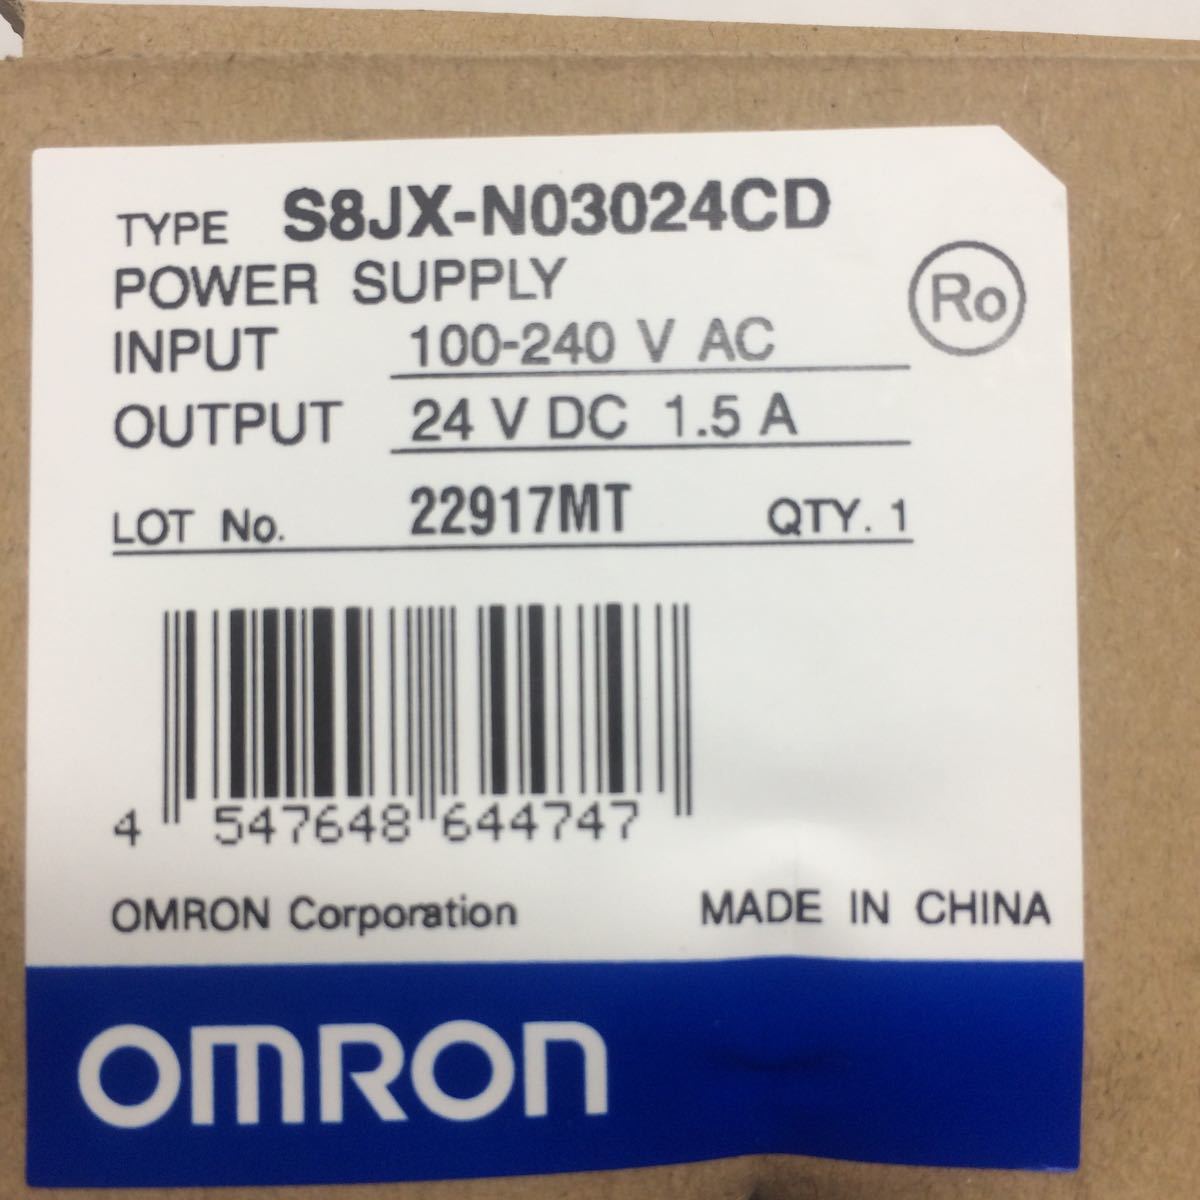 TYPE S8JX-N03024CD
POWER SUPPLY
Ro
INPUT 100-240 V AC
OUTPUT 24 V DC 1.5 A
LOT No. 22917MT QTY. 1
4 547648 644747
OMRON Corporation MADE IN CHINA
OMRON